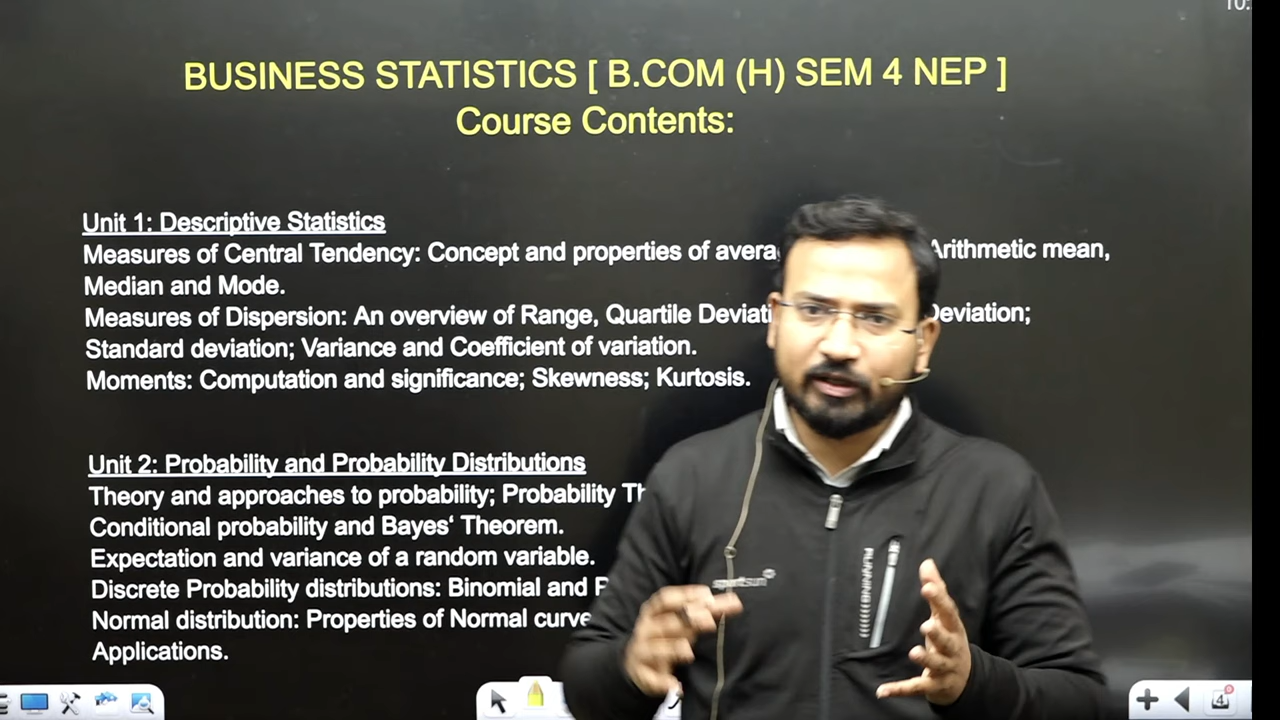 10:
BUSINESS STATISTICS [ B.COM (H) SEM 4 NEP ]
Course Contents:
Unit 1: Descriptive Statistics
Measures of Central Tendency: Concept and properties of Arithmetic mean,
Median and Mode.
Measures of Dispersion: An overview of Range, Quartile Deviation;
Standard deviation; Variance and Coefficient of variation.
Moments: Computation and significance; Skewness; Kurtosis.
Unit 2: Probability and Probability Distributions
Theory and approaches to probability; Probability
Conditional probability and Bayes‘ Theorem.
Expectation and variance of a random variable.
Discrete Probability distributions: Binomial and
Normal distribution: Properties of Normal curve
Applications.
RUNNING
4